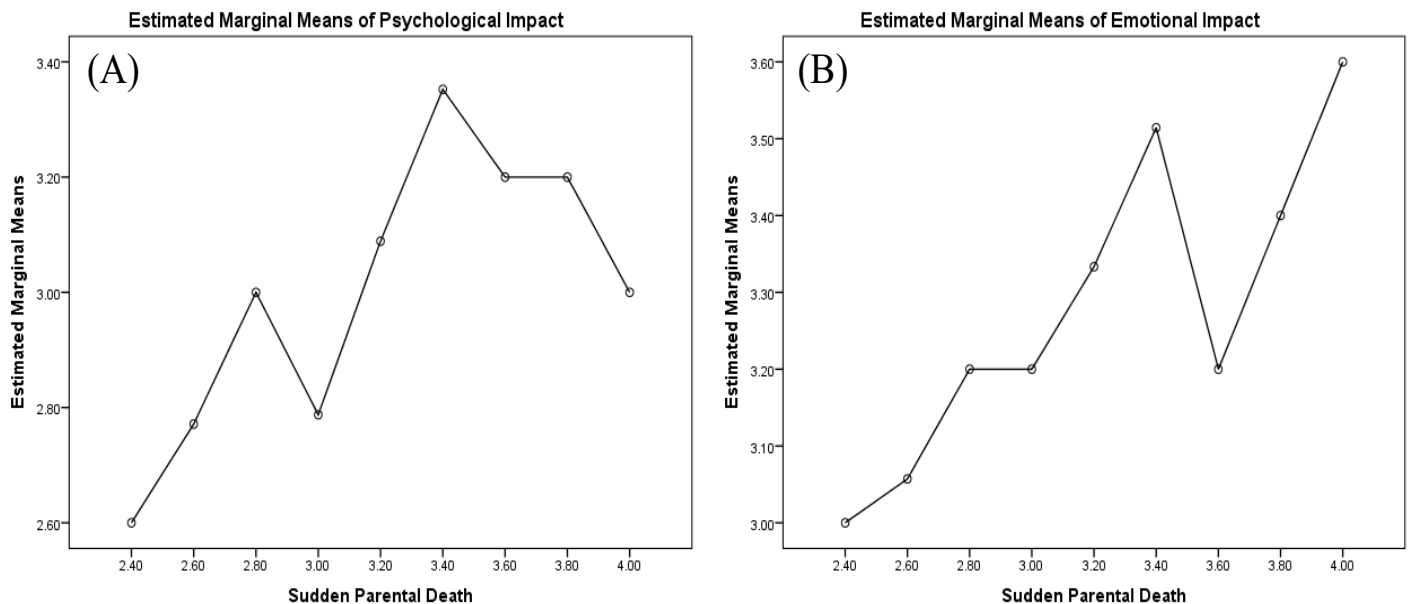 Estimated Marginal Means of Psychological Impact
(A)
3.40
3.20
3.00
2.80
2.60
Estimated Marginal Means
2.40 2.60 2.80 3.00 3.20 3.40 3.60 3.80 4.00
Sudden Parental Death
Estimated Marginal Means of Emotional Impact
(B)
3.60
3.50
3.40
3.30
3.20
3.10
3.00
Estimated Marginal Means
2.40 2.60 2.80 3.00 3.20 3.40 3.60 3.80 4.00
Sudden Parental Death